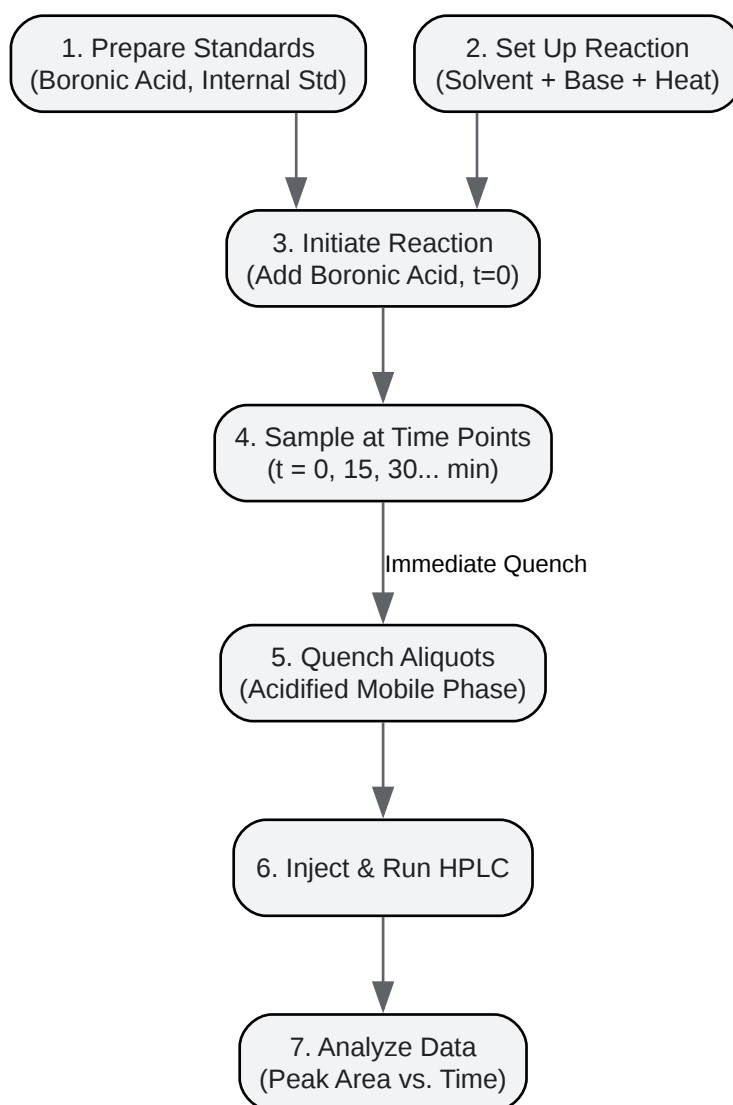 1. Prepare Standards
(Boronic Acid, Internal Std)
2. Set Up Reaction
(Solvent + Base + Heat)
3. Initiate Reaction
(Add Boronic Acid, t=0)
4. Sample at Time Points
(t = 0, 15, 30... min)
Immediate Quench
5. Quench Aliquots
(Acidified Mobile Phase)
6. Inject & Run HPLC
7. Analyze Data
(Peak Area vs. Time)